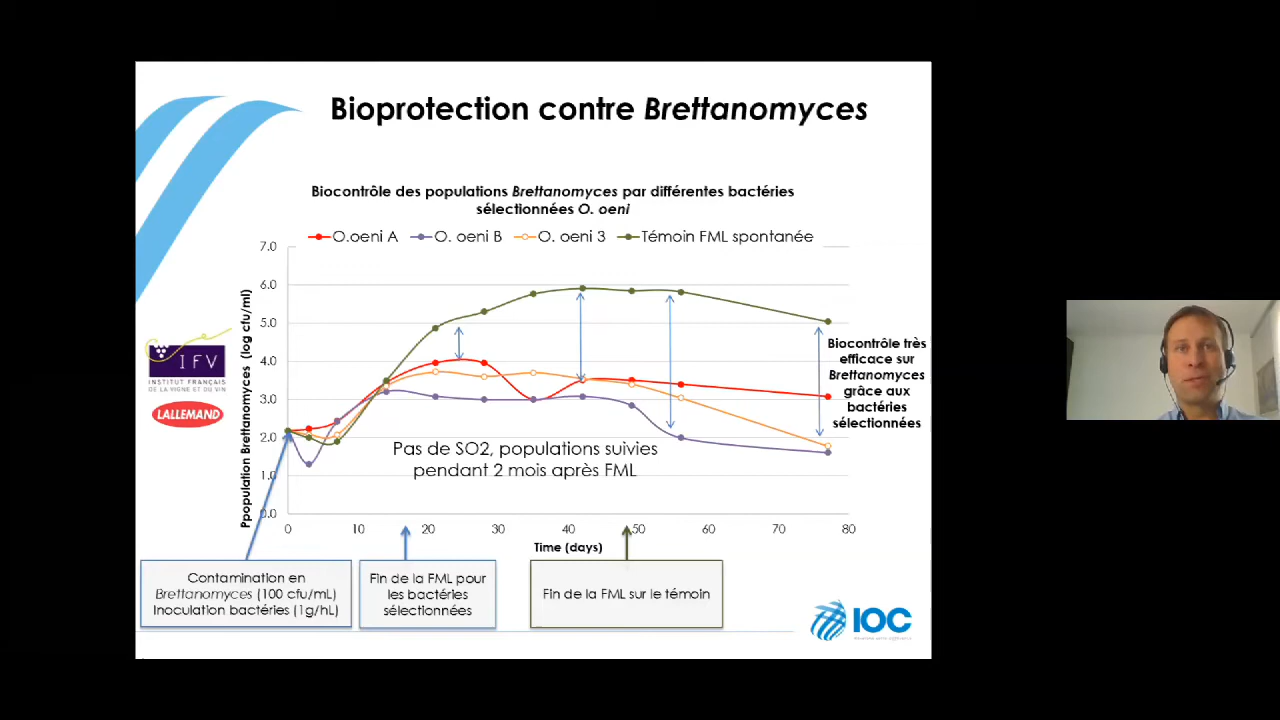 Bioprotection contre Brettanomyces
Biocontrôle des populations Brettanomyces par différentes bactéries
sélectionnées O. oeni
O.oeni A
O. oeni B
O. oeni 3
Témoin FML spontanée
7.0
6.0
5.0
4.0
3.0
2.0
1.0
0.0
Ppopulation Brettanomyces (log cfu/ml)
IFV
INSTITUT FRANÇAIS
DE LA VIGNE ET DU VIN
LALLEMAND
Biocontrôle très
efficace sur
Brettanomyces
grâce aux
bactéries
sélectionnées
Pas de SO2, populations suivies
pendant 2 mois après FML
0 10 20 30 40 50 60 70 80
Time (days)
Contamination en
Brettanomyces (100 cfu/mL)
Inoculation bactéries (1g/hL)
Fin de la FML pour
les bactéries
sélectionnées
Fin de la FML sur le témoin
IOC